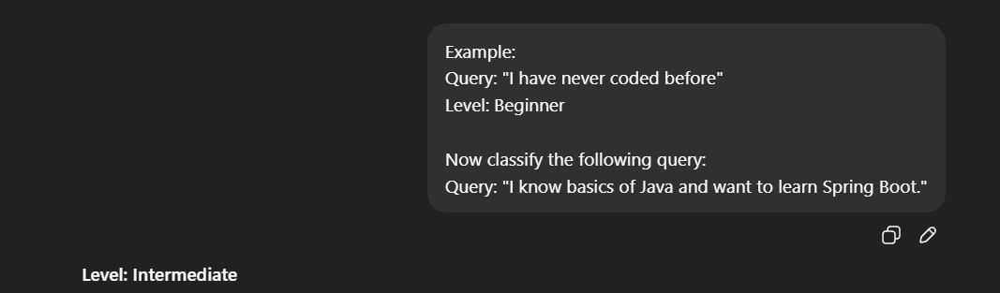 Example:
Query: "I have never coded before"
Level: Beginner
Now classify the following query:
Query: "I know basics of Java and want to learn Spring Boot."
Level: Intermediate